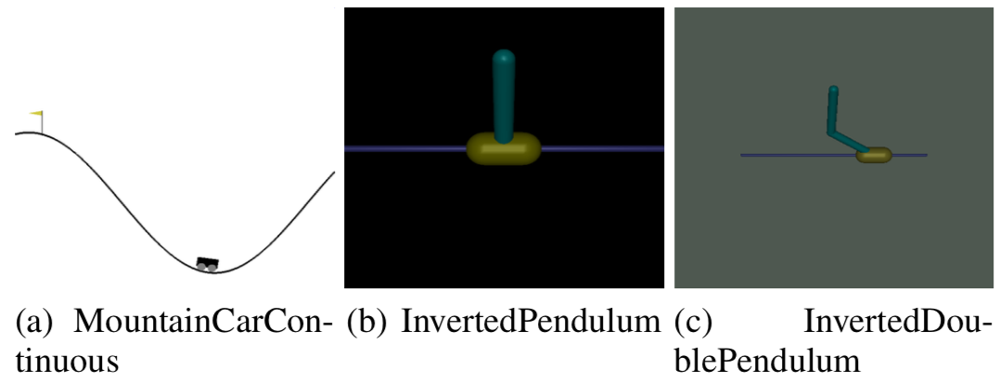 (a) MountainCarCon-
tinuous
(b) InvertedPendulum
(c) InvertedDou-
blePendulum